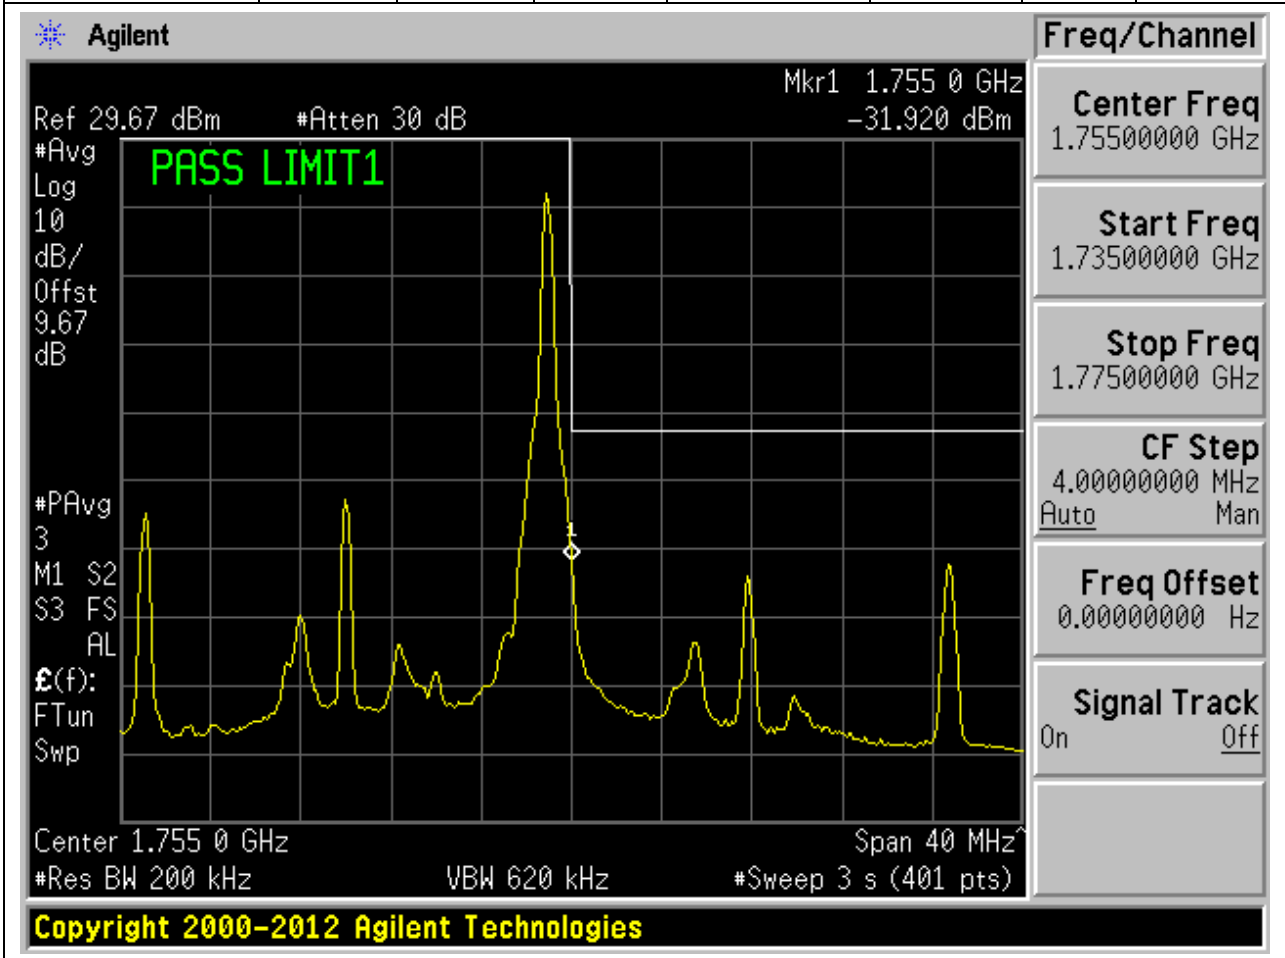 Agilent
Freq/Channel
Mkr1 1.755 0 GHz
Ref 29.67 dBm #Atten 30 dB -31.920 dBm
#Avg
Log
10
dB/
Offst
9.67
dB
PASS LIMIT1
#PAvg
3
M1 S2
S3 FS
AL
£(f):
FTun
Swp
1
Center 1.755 0 GHz Span 40 MHz^
#Res BW 200 kHz VBW 620 kHz #Sweep 3 s (401 pts)
Center Freq
1.75500000 GHz
Start Freq
1.73500000 GHz
Stop Freq
1.77500000 GHz
CF Step
4.00000000 MHz
Auto Man
Freq Offset
0.00000000 Hz
Signal Track
On Off
Copyright 2000-2012 Agilent Technologies